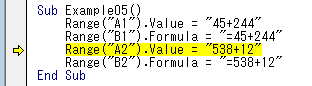 Sub Example05()
Range("A1").Value = "45+244"
Range("B1").Formula = "=45+244"
Range("A2").Value = "538+12"
Range("B2").Formula = "=538+12"
End Sub